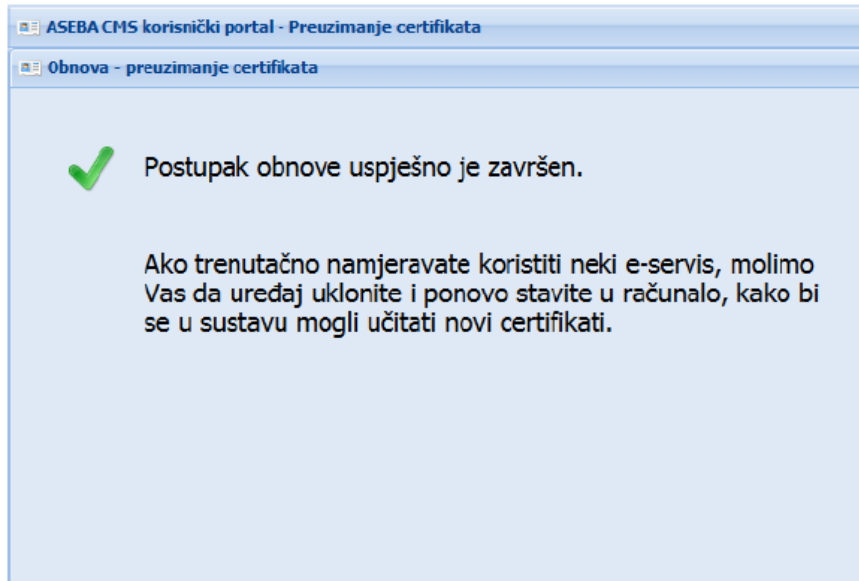 ASEBA CMS korisnički portal - Preuzimanje certifikata
Obnova - preuzimanje certifikata
Postupak obnove uspješno je završen.
Ako trenutačno namjeravate koristiti neki e-servis, molimo
Vas da uređaj uklonite i ponovo stavite u računalo, kako bi
se u sustavu mogli učitati novi certifikati.